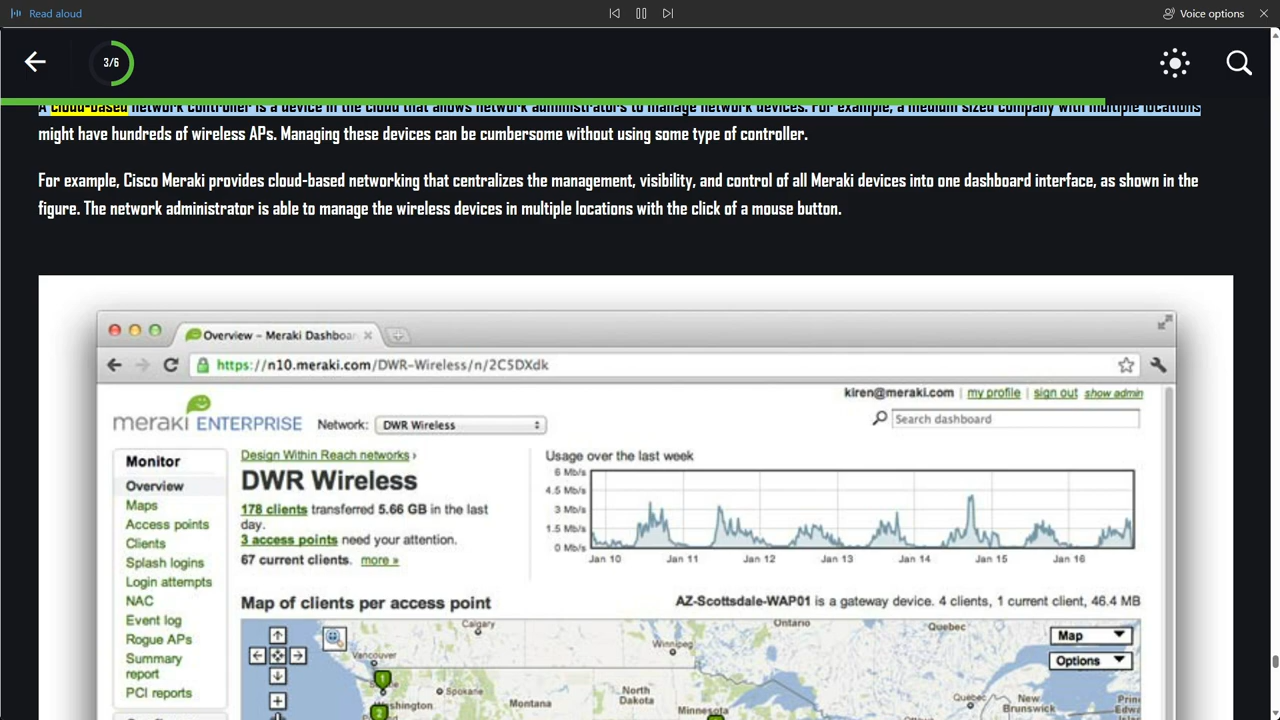 Read aloud
Voice options
3/6
A cloud-based network controller is a device in the cloud that allows network administrators to manage network devices. For example, a medium sized company with multiple locations
might have hundreds of wireless APs. Managing these devices can be cumbersome without using some type of controller.
For example, Cisco Meraki provides cloud-based networking that centralizes the management, visibility, and control of all Meraki devices into one dashboard interface, as shown in the
figure. The network administrator is able to manage the wireless devices in multiple locations with the click of a mouse button.
Overview – Meraki Dashboar
https://n10.meraki.com/DWR-Wireless/n/2C5DXdk
kiren@meraki.com | my profile | sign out | show admin
meraki ENTERPRISE
Network: DWR Wireless
Search dashboard
Monitor
Overview
Maps
Access points
Clients
Splash logins
Login attempts
NAC
Event log
Rogue APs
Summary
report
PCI reports
Design Within Reach networks ›
DWR Wireless
178 clients transferred 5.66 GB in the last
day.
3 access points need your attention.
67 current clients. more »
Usage over the last week
6 Mb/s
4.5 Mb/s
3 Mb/s
1.5 Mb/s
0 Mb/s
Jan 10 Jan 11 Jan 12 Jan 13 Jan 14 Jan 15 Jan 16
Map of clients per access point
AZ-Scottsdale-WAP01 is a gateway device. 4 clients, 1 current client, 46.4 MB
Calgary
Ontario
Quebec
Winnipeg
Map
Vancouver
Options
1
Spokane
North
Dakota
Montana
Quebec
New
Brunswick
Minnesota
2